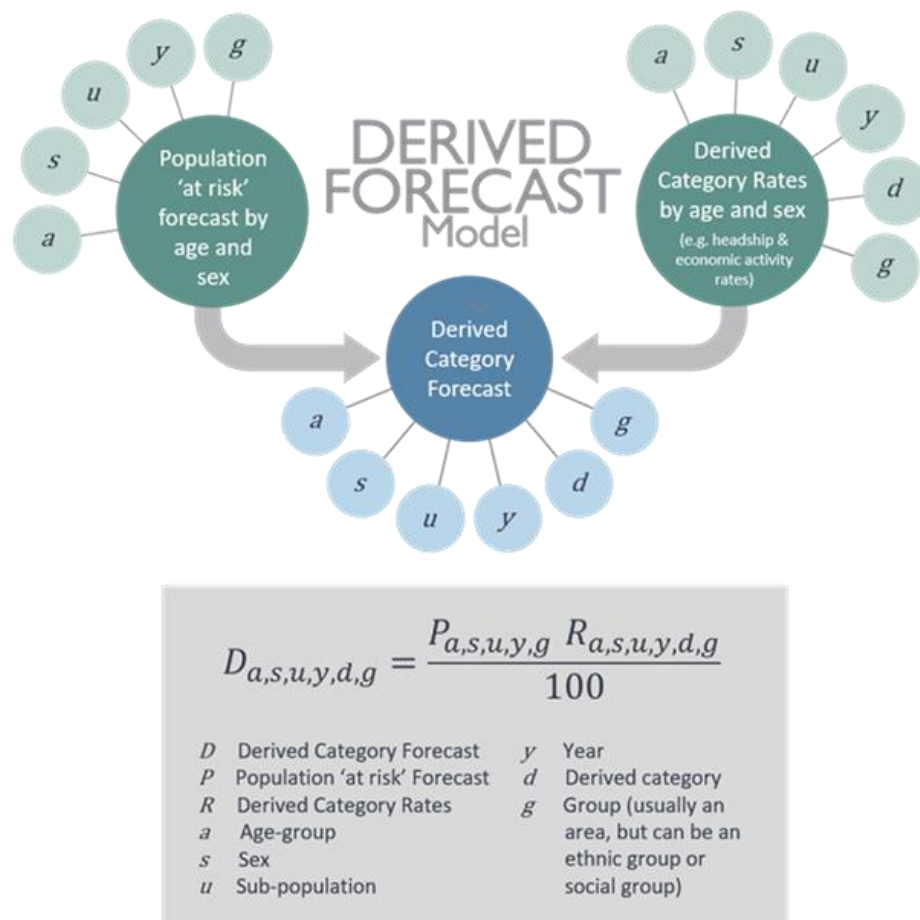 y
g
u
s
a
Population
‘at risk’
forecast by
age and
sex
DERIVED
FORECAST
Model
a
s
u
y
d
g
Derived
Category Rates
by age and sex
(e.g. headship &
economic activity
rates)
Derived
Category
Forecast
a
s
u
y
d
g
D_{a,s,u,y,d,g} = \frac{P_{a,s,u,y,g} R_{a,s,u,y,d,g}}{100}
D Derived Category Forecast
P Population ‘at risk’ Forecast
R Derived Category Rates
a Age-group
s Sex
u Sub-population
y Year
d Derived category
g Group (usually an
area, but can be an
ethnic group or
social group)